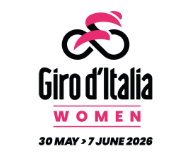 Giro d'Italia
WOMEN
30 MAY > 7 JUNE 2026